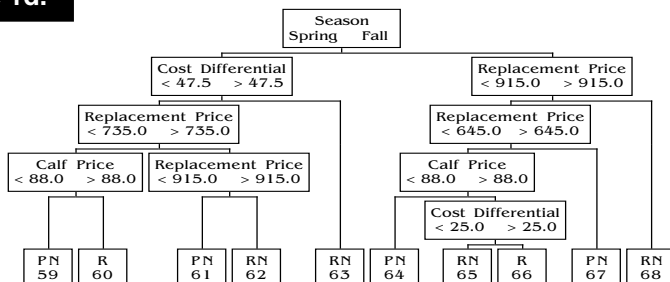 Season
Spring Fall
Cost Differential
< 47.5 > 47.5
Replacement Price
< 915.0 > 915.0
Replacement Price
< 735.0 > 735.0
Replacement Price
< 645.0 > 645.0
Calf Price
< 88.0 > 88.0
Replacement Price
< 915.0 > 915.0
Calf Price
< 88.0 > 88.0
Cost Differential
< 25.0 > 25.0
PN R PN RN RN PN RN R PN RN
59 60 61 62 63 64 65 66 67 68